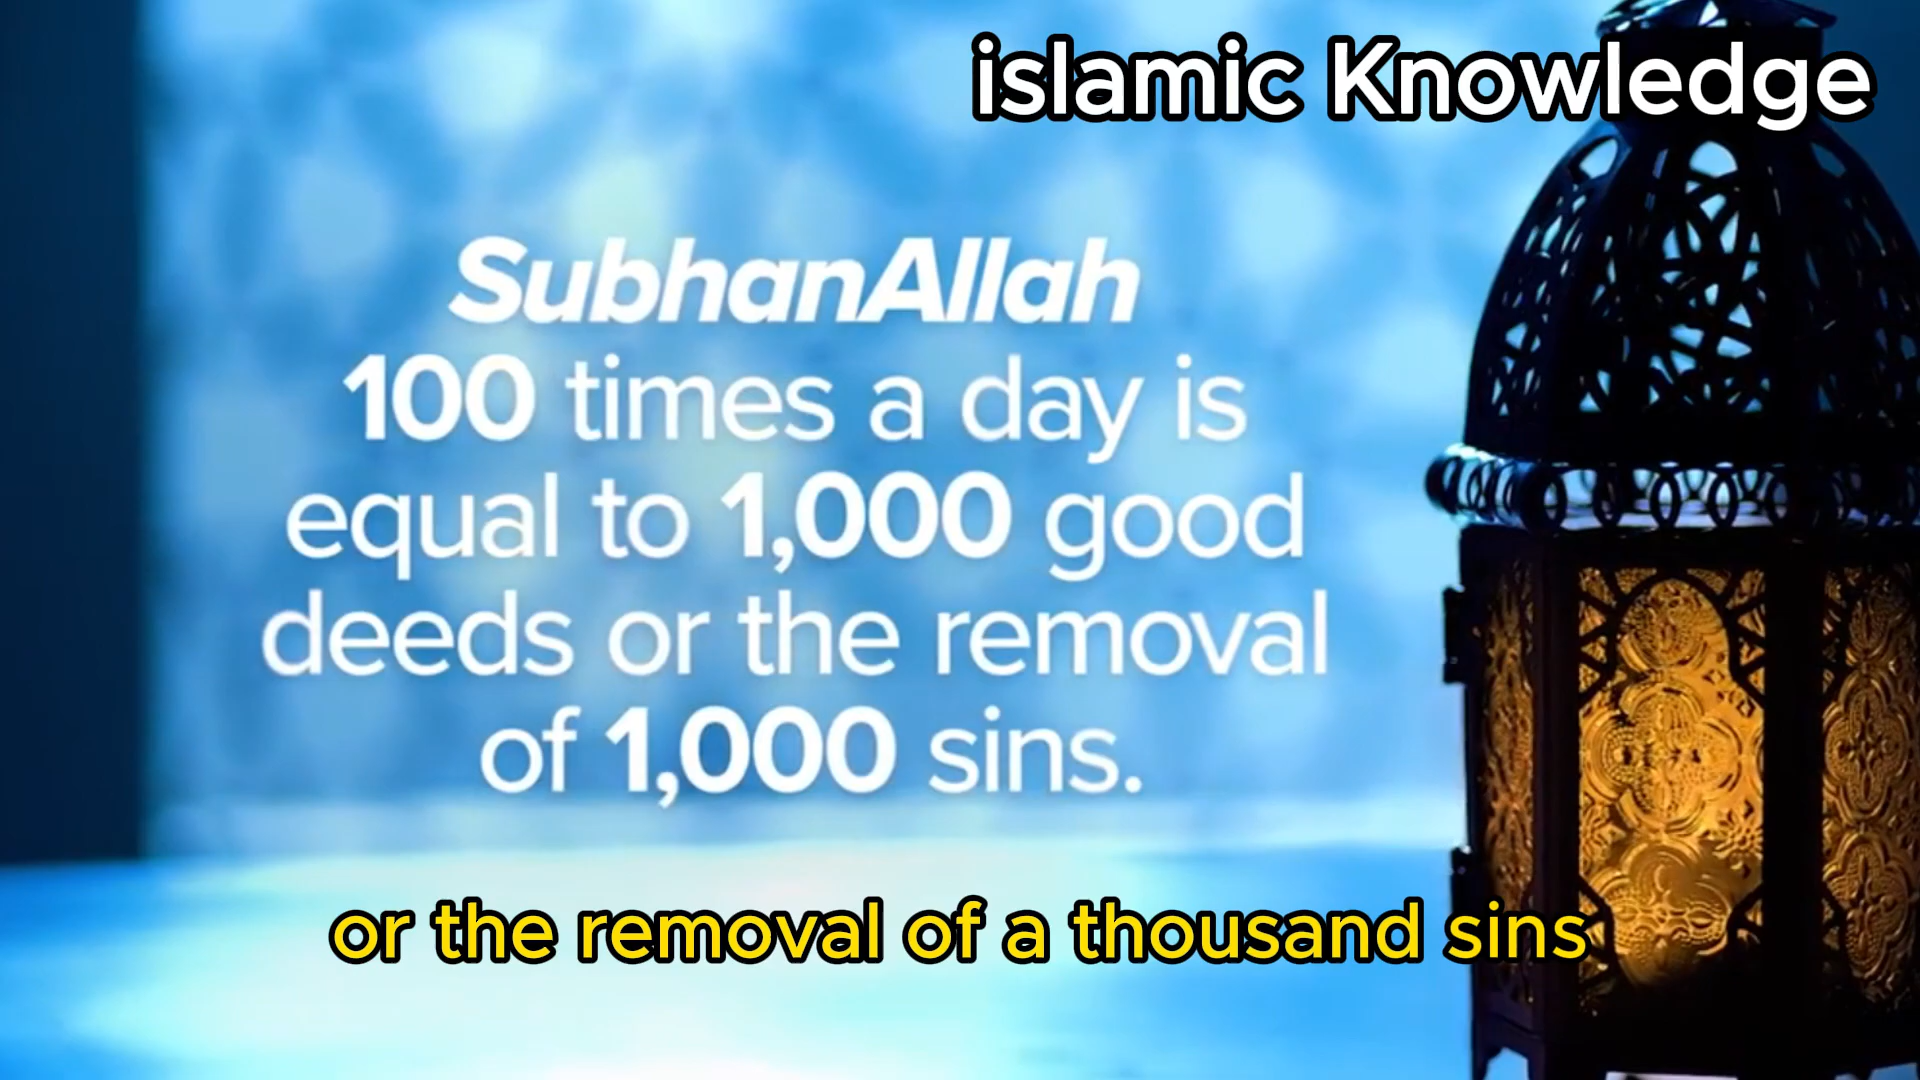 islamic Knowledge
SubhanAllah
100 times a day is
equal to 1,000 good
deeds or the removal
of 1,000 sins.
or the removal of a thousand sins